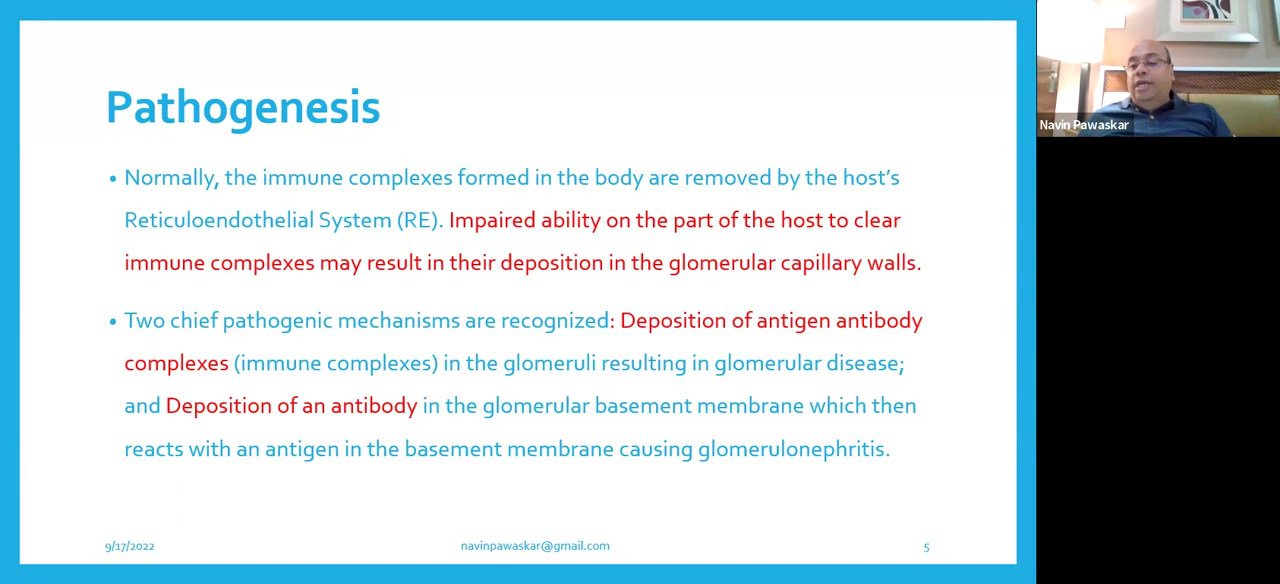 Pathogenesis
• Normally, the immune complexes formed in the body are removed by the host’s
Reticuloendothelial System (RE). Impaired ability on the part of the host to clear
immune complexes may result in their deposition in the glomerular capillary walls.
• Two chief pathogenic mechanisms are recognized: Deposition of antigen antibody
complexes (immune complexes) in the glomeruli resulting in glomerular disease;
and Deposition of an antibody in the glomerular basement membrane which then
reacts with an antigen in the basement membrane causing glomerulonephritis.
9/17/2022
navinpawaskar@gmail.com
5
Navin Pawaskar